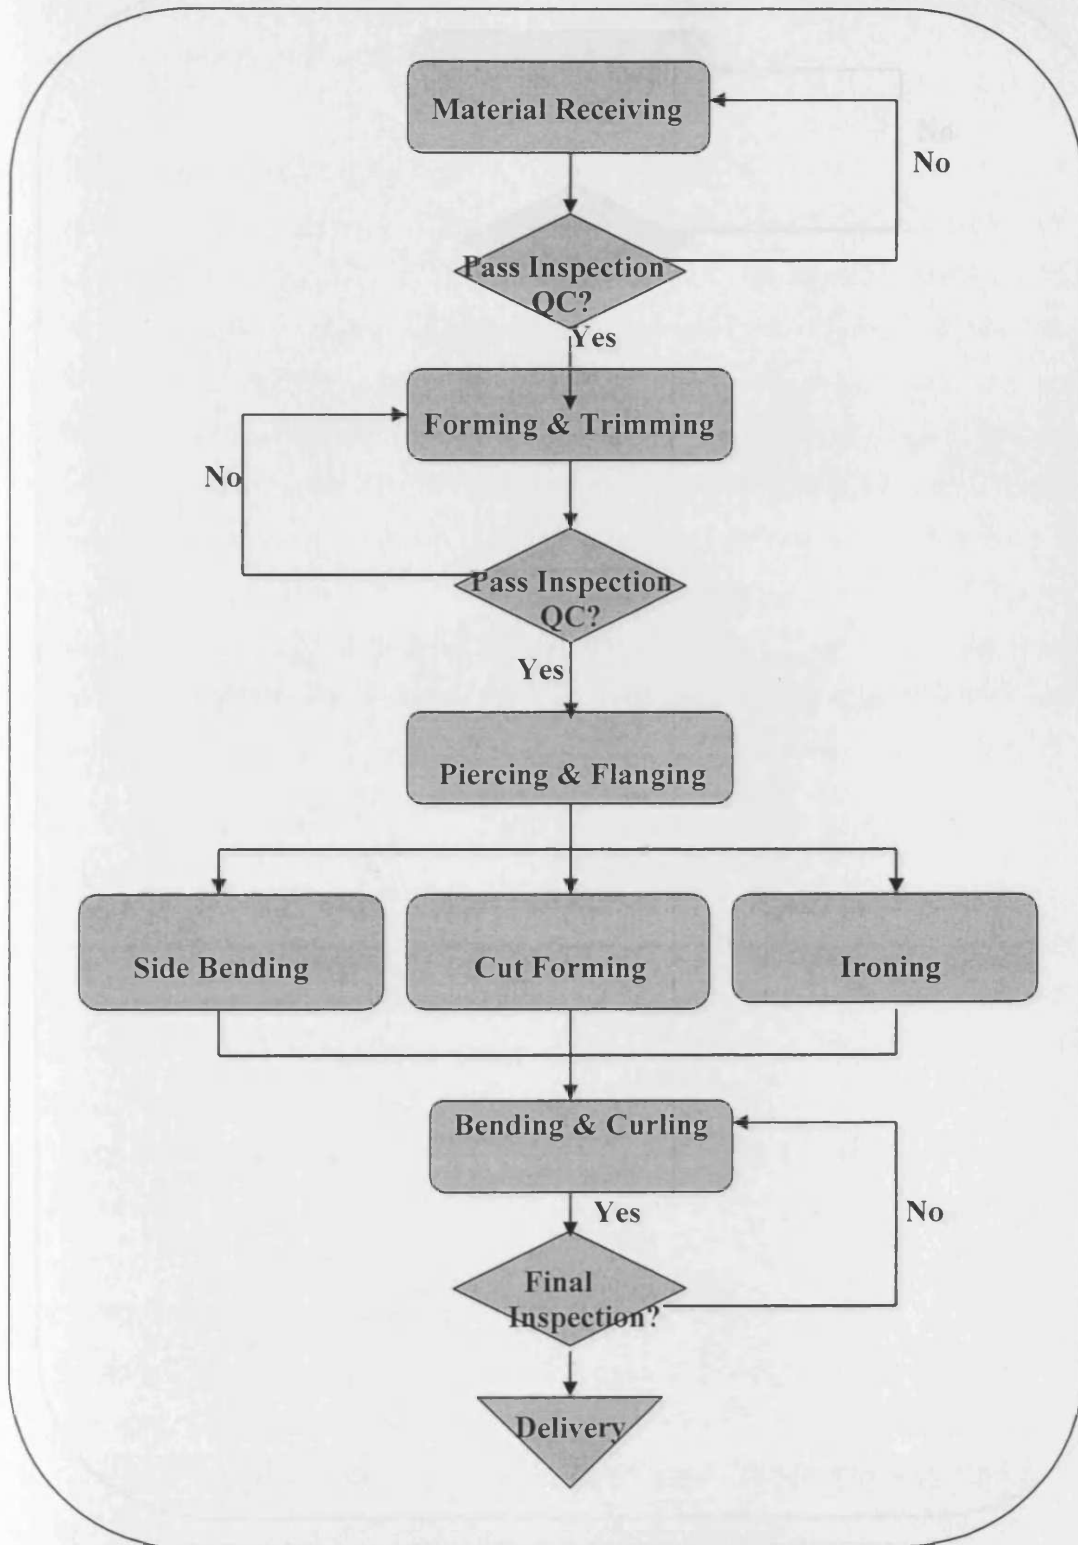 Material Receiving
No
Pass Inspection
QC?
Yes
Forming & Trimming
No
Pass Inspection
QC?
Yes
Piercing & Flanging
Side Bending
Cut Forming
Ironing
Bending & Curling
Yes
No
Final
Inspection?
Delivery